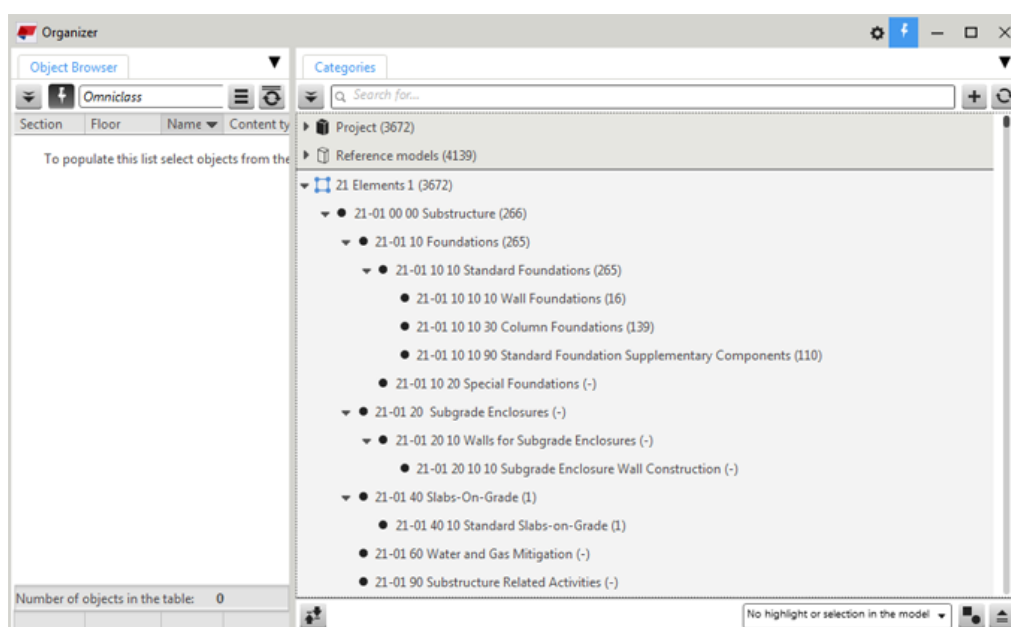 Organizer
Object Browser
Categories
Omniclass
Search for...
Section Floor Name Content ty
To populate this list select objects from the
Project (3672)
Reference models (4139)
21 Elements 1 (3672)
21-01 00 00 Substructure (266)
21-01 10 Foundations (265)
21-01 10 10 Standard Foundations (265)
21-01 10 10 10 Wall Foundations (16)
21-01 10 10 30 Column Foundations (139)
21-01 10 10 90 Standard Foundation Supplementary Components (110)
21-01 10 20 Special Foundations (-)
21-01 20 Subgrade Enclosures (-)
21-01 20 10 Walls for Subgrade Enclosures (-)
21-01 20 10 10 Subgrade Enclosure Wall Construction (-)
21-01 40 Slabs-On-Grade (1)
21-01 40 10 Standard Slabs-on-Grade (1)
21-01 60 Water and Gas Mitigation (-)
21-01 90 Substructure Related Activities (-)
Number of objects in the table: 0
No highlight or selection in the model